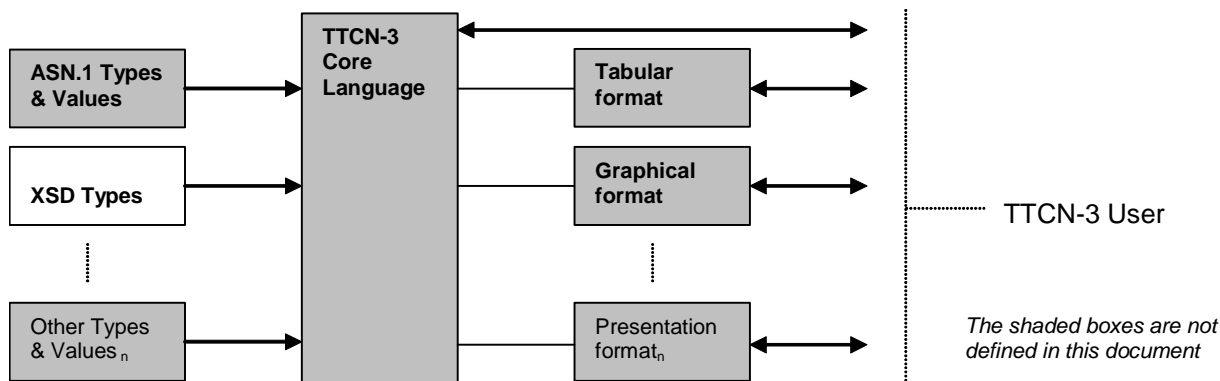 ASN.1 Types
& Values
XSD Types
Other Types
& Values n
TTCN-3
Core
Language
Tabular
format
Graphical
format
Presentation
formatn
TTCN-3 User
The shaded boxes are not
defined in this document